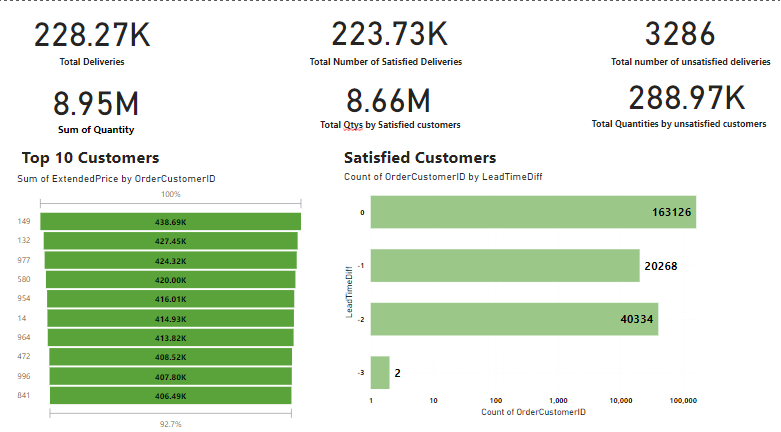 228.27K
Total Deliveries
223.73K
Total Number of Satisfied Deliveries
3286
Total number of unsatisfied deliveries
8.95M
Sum of Quantity
8.66M
Total Qtys by Satisfied customers
288.97K
Total Quantities by unsatisfied customers
Top 10 Customers
Sum of ExtendedPrice by OrderCustomerID
100%
149 438.69K
132 427.45K
977 424.32K
580 420.00K
954 416.01K
14 414.93K
964 413.82K
472 408.52K
996 407.80K
841 406.49K
92.7%
Satisfied Customers
Count of OrderCustomerID by LeadTimeDiff
LeadTimeDiff
0 163126
-1 20268
-2 40334
-3 2
1 10 100 1,000 10,000 100,000
Count of OrderCustomerID